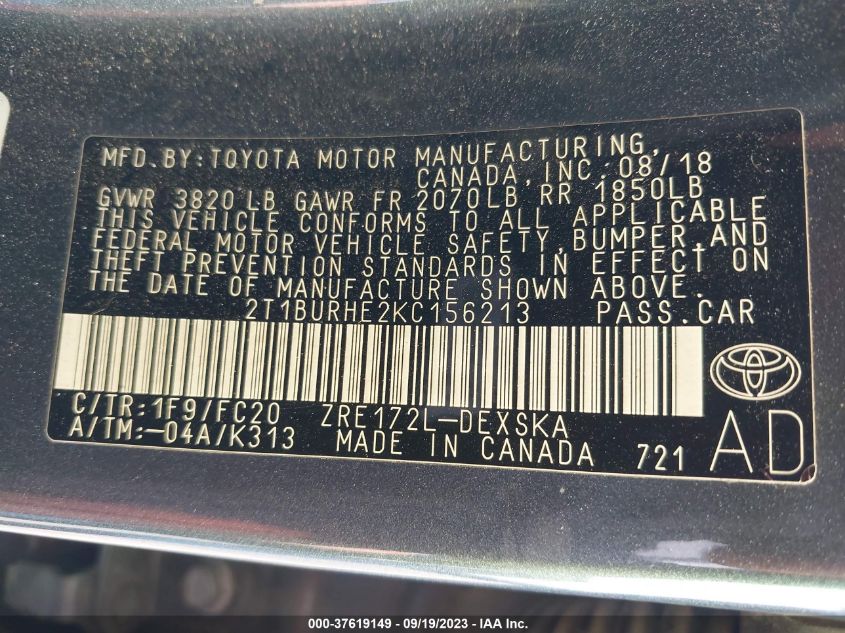 MFD.BY:TOYOTA MOTOR MANUFACTURING,
CANADA,INC.08/18
GVWR 3820 LB GAWR FR 2070LB RR 1850LB
THIS VEHICLE CONFORMS TO ALL APPLICABLE
FEDERAL MOTOR VEHICLE SAFETY,BUMPER,AND
THEFT PREVENTION STANDARDS IN EFFECT ON
THE DATE OF MANUFACTURE SHOWN ABOVE.
2T1BURHE2KC156213 PASS.CAR
C/TR:1F9/FC20 ZRE172L-DEXSKA
A/TM:-04A/K313 MADE IN CANADA 721 AD
000-37619149 - 09/19/2023 - IAA Inc.